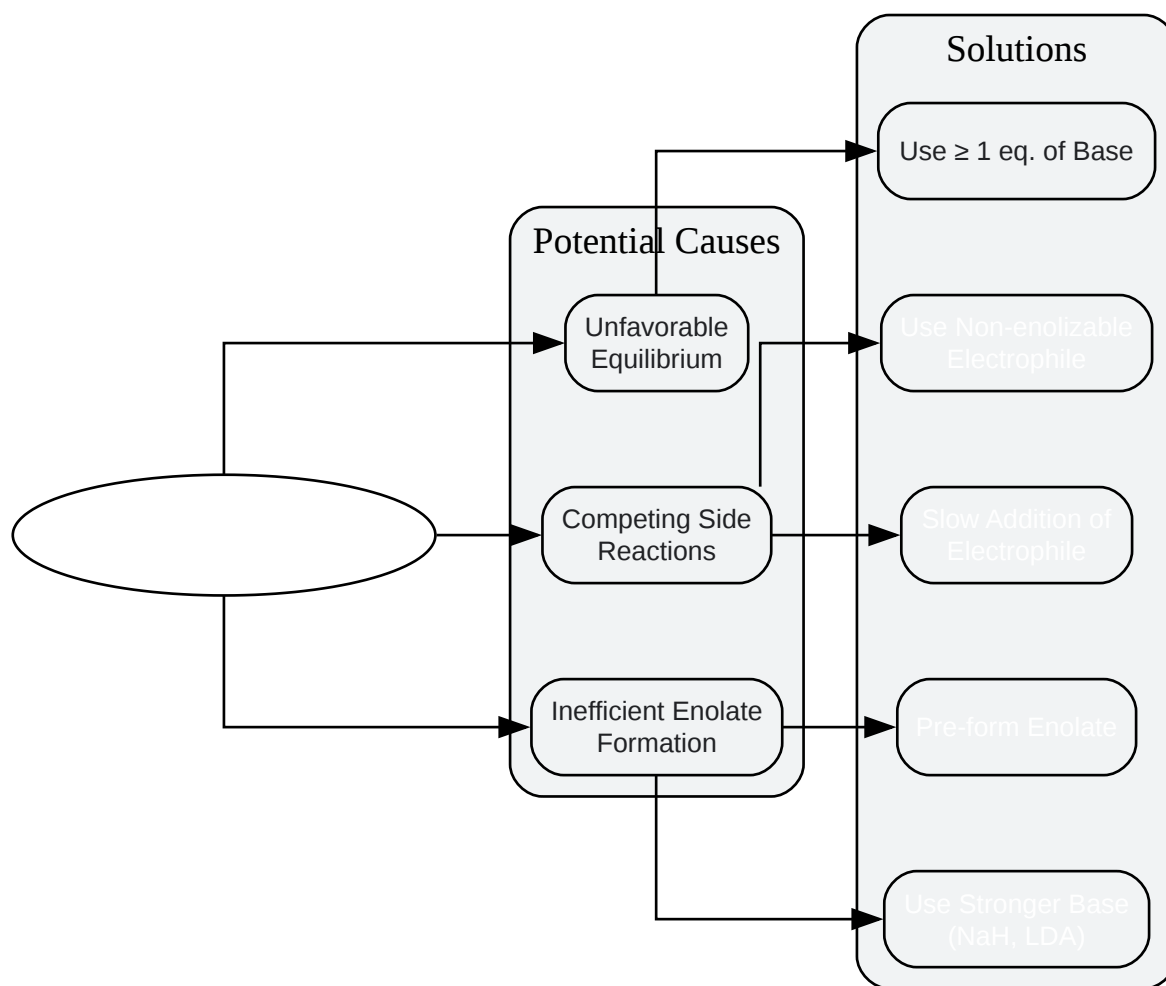 Solutions
Use ≥ 1 eq. of Base
Potential Causes
Unfavorable
Equilibrium
Use Non-enolizable
Electrophile
Competing Side
Reactions
Slow Addition of
Electrophile
Inefficient Enolate
Formation
Pre-form Enolate
Use Stronger Base
(NaH, LDA)